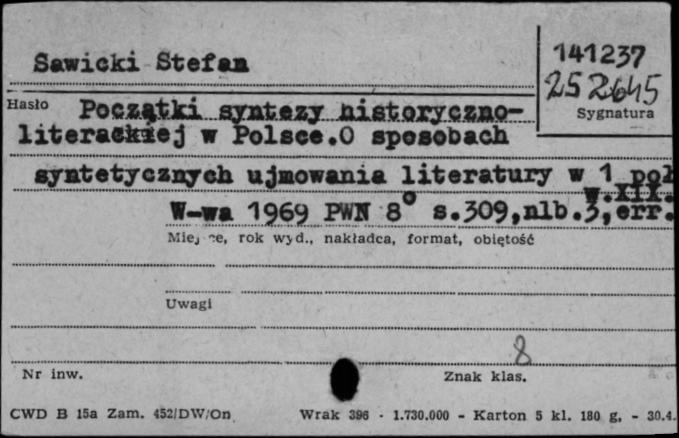 Sawicki Stefan
141237
252645
Sygnatura
Hasło Początki syntezy historyczno-
literackiej w Polsce.O sposobach
syntetycznych ujmowania literatury w 1 poł
w.XIX.
W-wa 1969 PWN 8° s.309,nlb.3,err.
Miejsce, rok wyd., nakładca, format, objętość
Uwagi
8
Nr inw.
Znak klas.
CWD B 15a Zam. 452/DW/On
Wrak 396 - 1.730.000 - Karton 5 kl. 180 g. - 30.4.